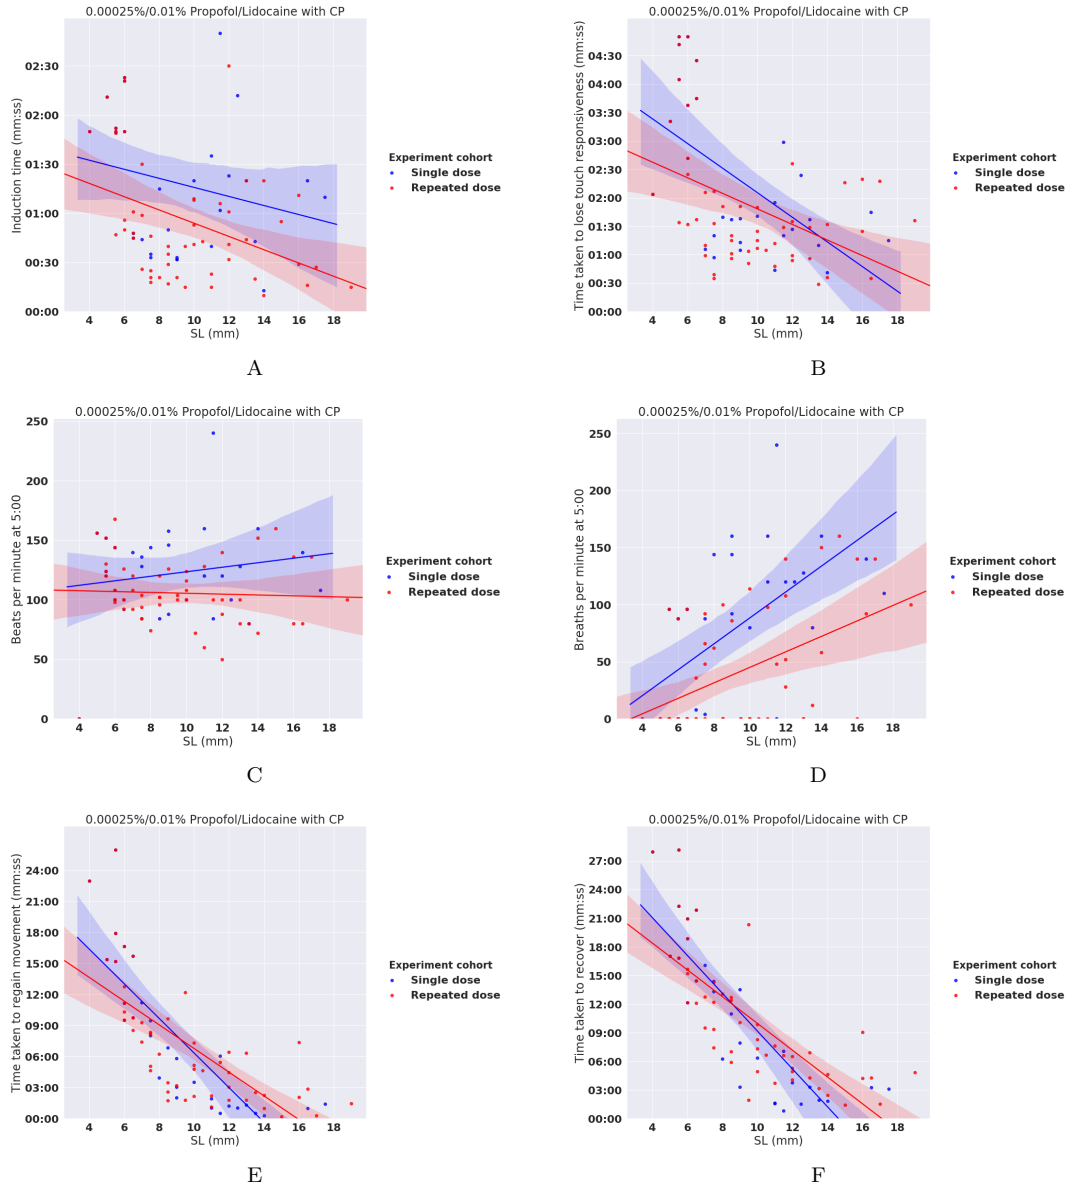 0.00025%/0.01% Propofol/Lidocaine with CP
Induction time (mm:ss)
02:30
02:00
01:30
01:00
00:30
00:00
4 6 8 10 12 14 16 18
SL (mm)
Experiment cohort
Single dose
Repeated dose
A
0.00025%/0.01% Propofol/Lidocaine with CP
Time taken to lose touch responsiveness (mm:ss)
04:30
04:00
03:30
03:00
02:30
02:00
01:30
01:00
00:30
00:00
4 6 8 10 12 14 16 18
SL (mm)
Experiment cohort
Single dose
Repeated dose
B
0.00025%/0.01% Propofol/Lidocaine with CP
Beats per minute at 5:00
250
200
150
100
50
0
4 6 8 10 12 14 16 18
SL (mm)
Experiment cohort
Single dose
Repeated dose
C
0.00025%/0.01% Propofol/Lidocaine with CP
Breaths per minute at 5:00
250
200
150
100
50
0
4 6 8 10 12 14 16 18
SL (mm)
Experiment cohort
Single dose
Repeated dose
D
0.00025%/0.01% Propofol/Lidocaine with CP
Time taken to regain movement (mm:ss)
24:00
21:00
18:00
15:00
12:00
09:00
06:00
03:00
00:00
4 6 8 10 12 14 16 18
SL (mm)
Experiment cohort
Single dose
Repeated dose
E
0.00025%/0.01% Propofol/Lidocaine with CP
Time taken to recover (mm:ss)
27:00
24:00
21:00
18:00
15:00
12:00
09:00
06:00
03:00
00:00
4 6 8 10 12 14 16 18
SL (mm)
Experiment cohort
Single dose
Repeated dose
F